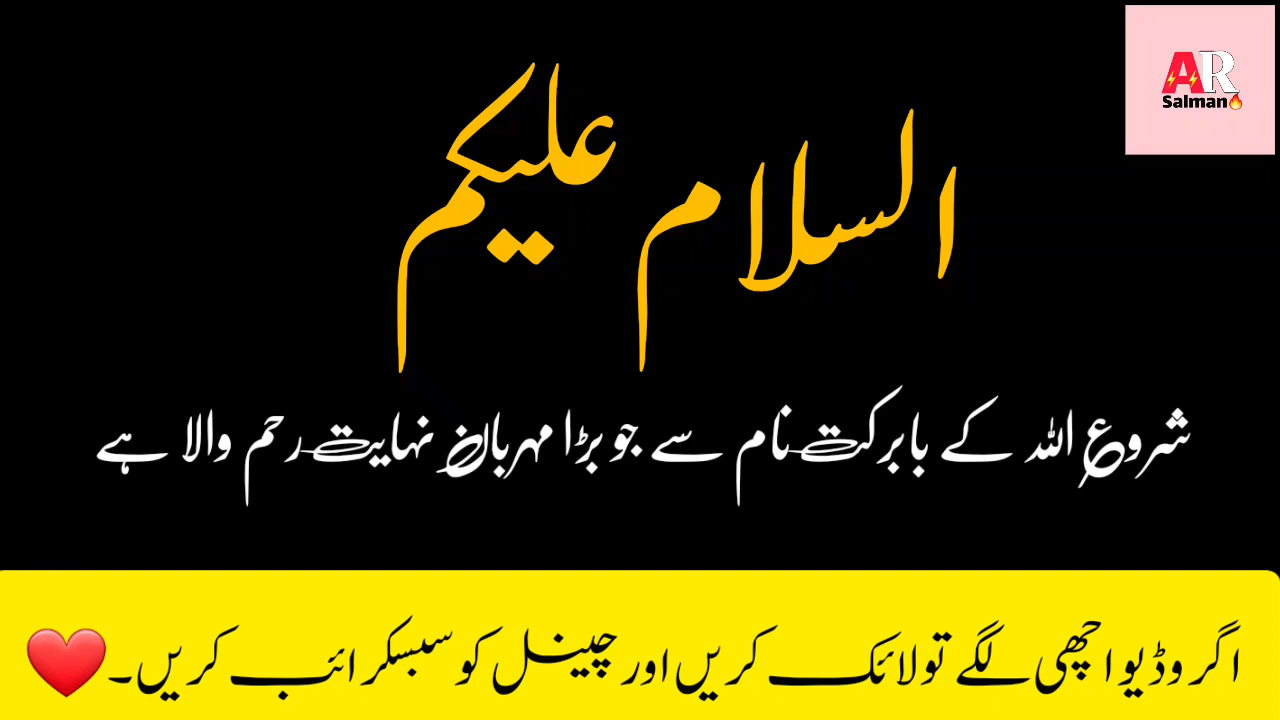 AR
Salman🔥
السلام علیکم
شروع اللہ کے بابرکت نام سے جو بڑا مہربان نہایت رحم والا ہے
اگر وڈیو اچھی لگے تو لائک کریں اور چینل کو سبسکرائب کریں۔❤️